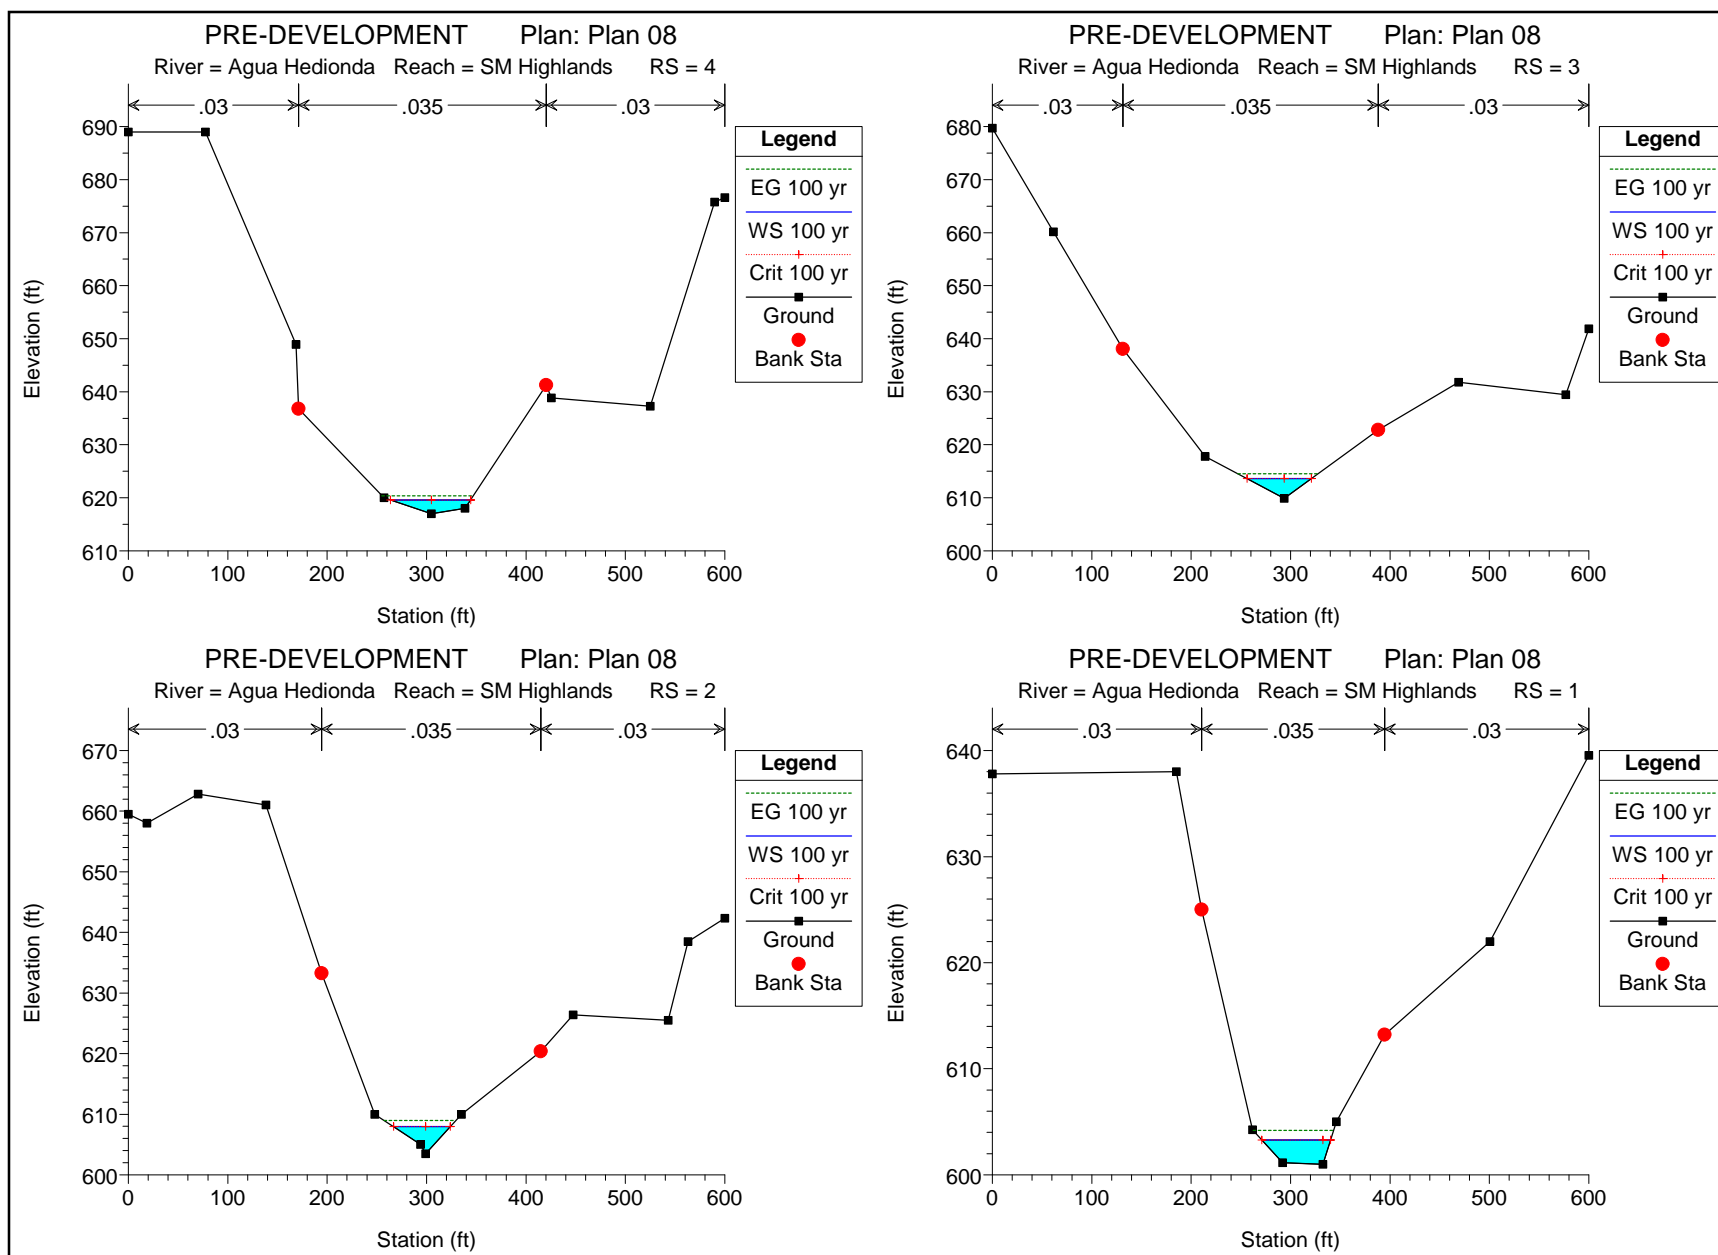 PRE-DEVELOPMENT Plan: Plan 08
River = Agua Hedionda Reach = SM Highlands RS = 4
.03 .035 .03
690
680
670
660
650
640
630
620
610
Elevation (ft)
0 100 200 300 400 500 600
Station (ft)
Legend
EG 100 yr
WS 100 yr
Crit 100 yr
Ground
Bank Sta
PRE-DEVELOPMENT Plan: Plan 08
River = Agua Hedionda Reach = SM Highlands RS = 3
.03 .035 .03
680
670
660
650
640
630
620
610
600
Elevation (ft)
0 100 200 300 400 500 600
Station (ft)
Legend
EG 100 yr
WS 100 yr
Crit 100 yr
Ground
Bank Sta
PRE-DEVELOPMENT Plan: Plan 08
River = Agua Hedionda Reach = SM Highlands RS = 2
.03 .035 .03
670
660
650
640
630
620
610
600
Elevation (ft)
0 100 200 300 400 500 600
Station (ft)
Legend
EG 100 yr
WS 100 yr
Crit 100 yr
Ground
Bank Sta
PRE-DEVELOPMENT Plan: Plan 08
River = Agua Hedionda Reach = SM Highlands RS = 1
.03 .035 .03
640
630
620
610
600
Elevation (ft)
0 100 200 300 400 500 600
Station (ft)
Legend
EG 100 yr
WS 100 yr
Crit 100 yr
Ground
Bank Sta